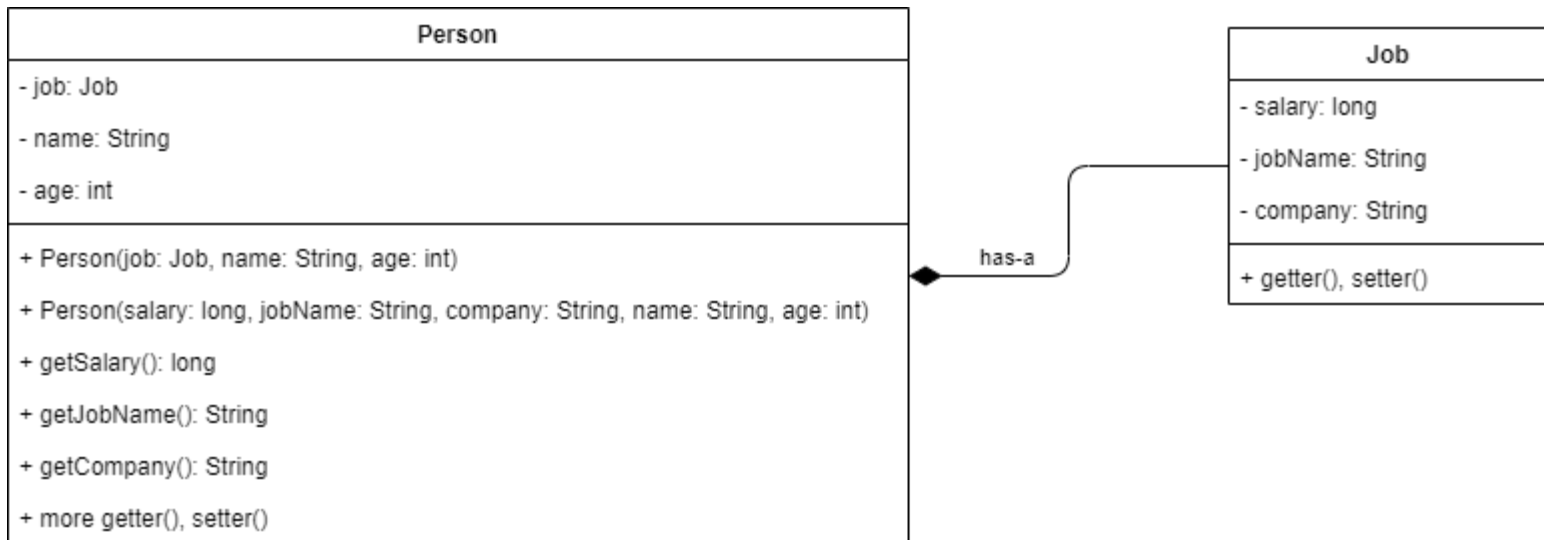 Person
- job: Job
- name: String
- age: int
+ Person(job: Job, name: String, age: int)
+ Person(salary: long, jobName: String, company: String, name: String, age: int)
+ getSalary(): long
+ getJobName(): String
+ getCompany(): String
+ more getter(), setter()
has-a
Job
- salary: long
- jobName: String
- company: String
+ getter(), setter()